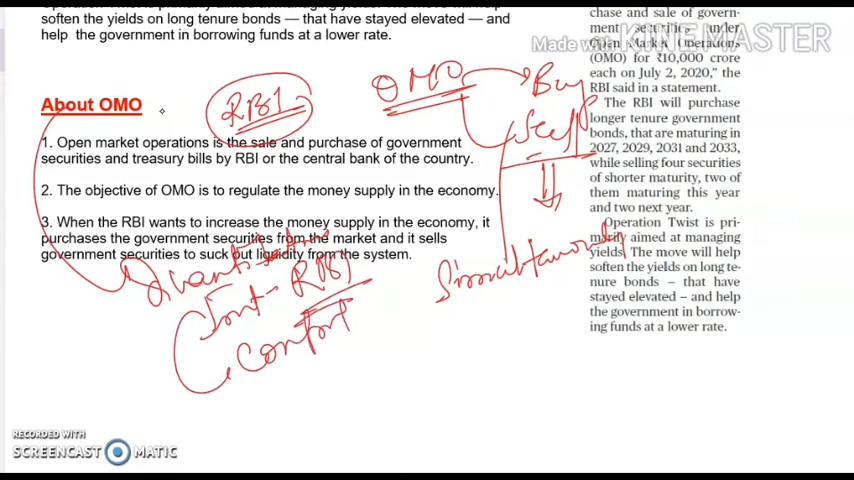 soften the yields on long tenure bonds — that have stayed elevated — and
help the government in borrowing funds at a lower rate.
About OMO
RBI
OMO
Buy
Sell
Simultaneously
1. Open market operations is the sale and purchase of government
securities and treasury bills by RBI or the central bank of the country.
2. The objective of OMO is to regulate the money supply in the economy.
3. When the RBI wants to increase the money supply in the economy, it
purchases the government securities from the market and it sells
government securities to suck out liquidity from the system.
RBI
chase and sale of govern-
ment securities under
Open Market Operations
(OMO) for ₹10,000 crore
each on July 2, 2020," the
RBI said in a statement.
The RBI will purchase
longer tenure government
bonds, that are maturing in
2027, 2029, 2031 and 2033,
while selling four securities
of shorter maturity, two of
them maturing this year
and two next year.
Operation Twist is pri-
marily aimed at managing
yields. The move will help
soften the yields on long te-
nure bonds – that have
stayed elevated – and help
the government in borrow-
ing funds at a lower rate.
Made with KINEMASTER
RECORDED WITH
SCREENCAST MATIC